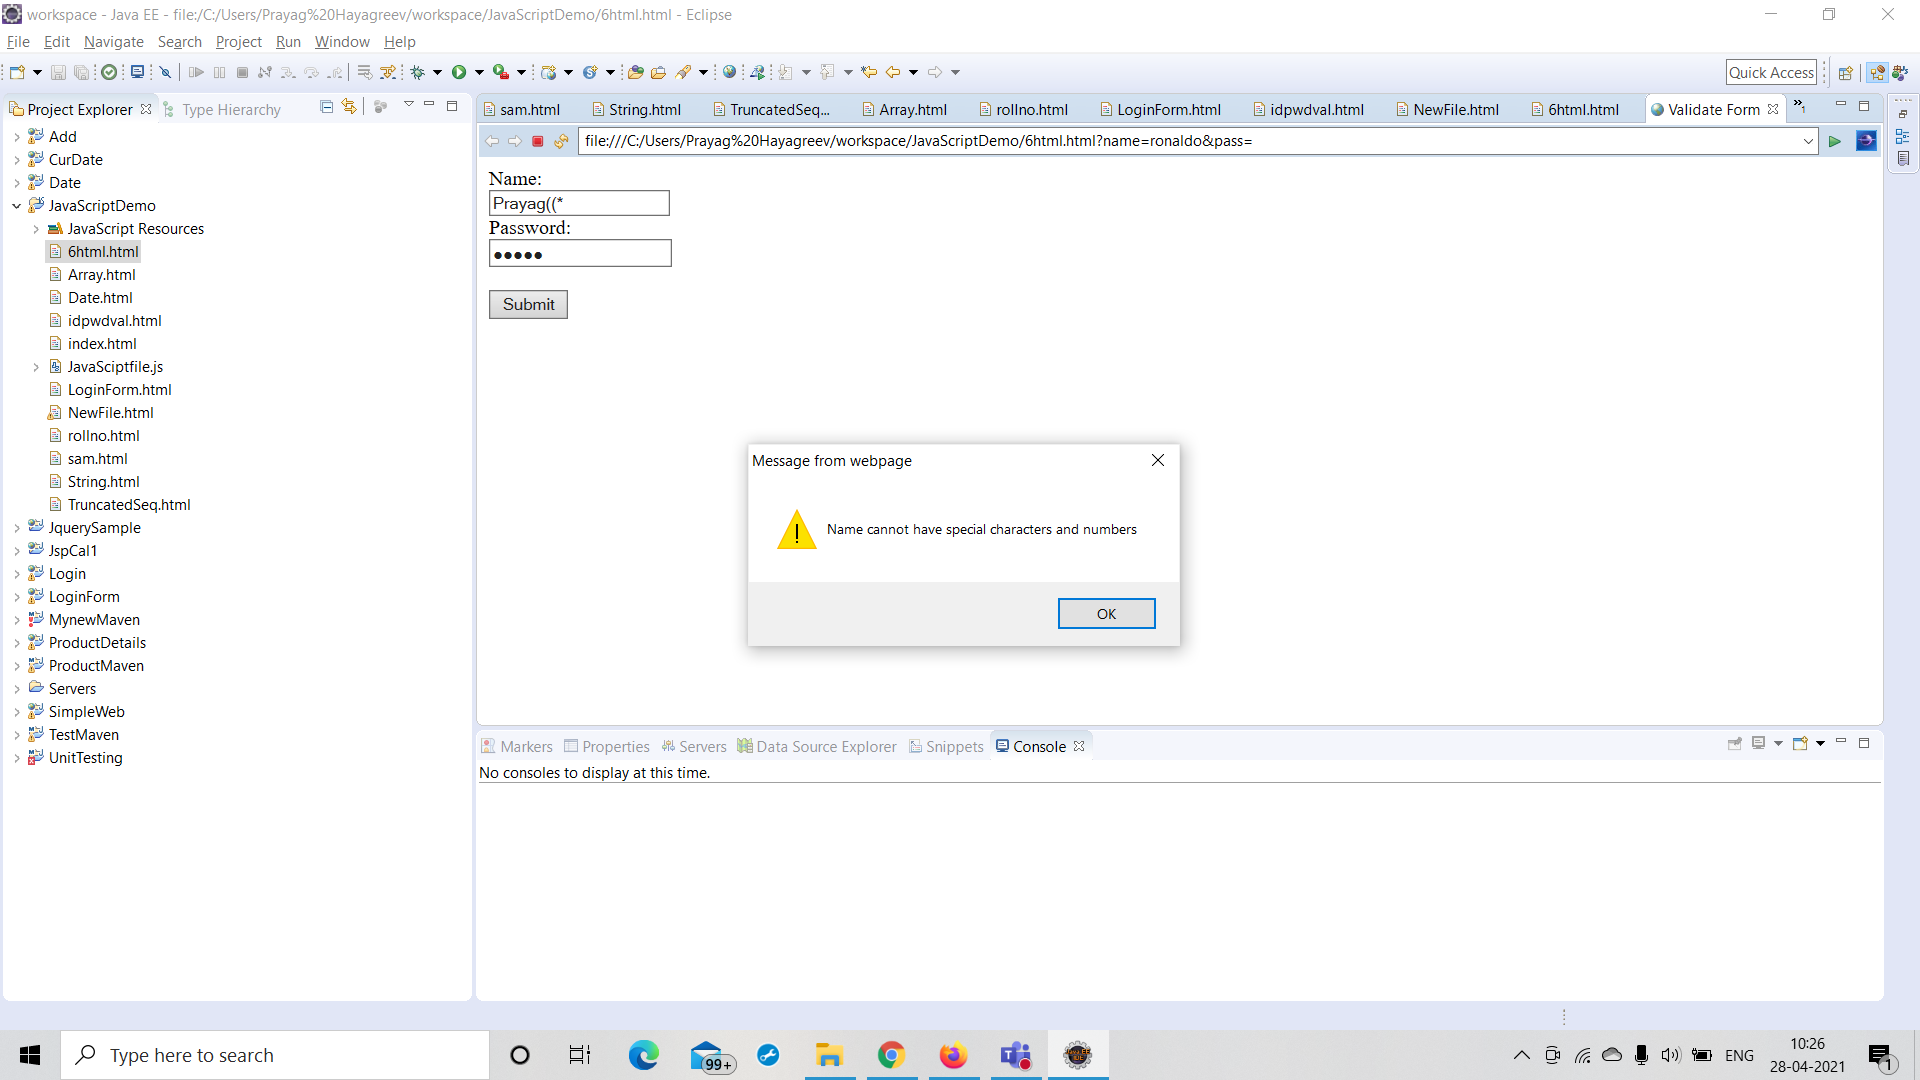 workspace - Java EE - file:/C:/Users/Prayag%20Hayagreev/workspace/JavaScriptDemo/6html.html - Eclipse
File Edit Navigate Search Project Run Window Help
Quick Access
Project Explorer Type Hierarchy
Add
CurDate
Date
JavaScriptDemo
JavaScript Resources
6html.html
Array.html
Date.html
idpwdval.html
index.html
JavaSciptfile.js
LoginForm.html
NewFile.html
rollno.html
sam.html
String.html
TruncatedSeq.html
JquerySample
JspCal1
Login
LoginForm
MynewMaven
ProductDetails
ProductMaven
Servers
SimpleWeb
TestMaven
UnitTesting
sam.html String.html TruncatedSeq... Array.html rollno.html LoginForm.html idpwdval.html NewFile.html 6html.html Validate Form »1
file:///C:/Users/Prayag%20Hayagreev/workspace/JavaScriptDemo/6html.html?name=ronaldo&pass=
Name:
Prayag((*
Password:
●●●●●
Submit
Message from webpage
Name cannot have special characters and numbers
OK
Markers Properties Servers Data Source Explorer Snippets Console
No consoles to display at this time.
Type here to search
99+
ENG
10:26
28-04-2021
1